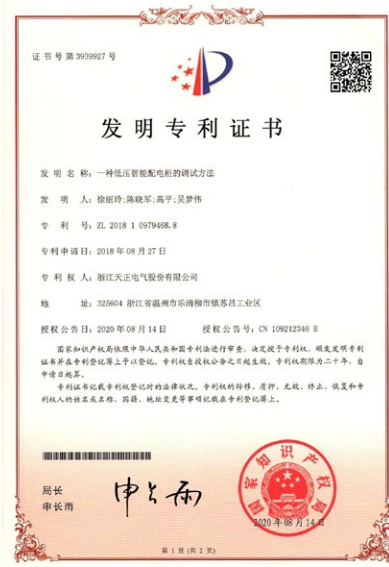 证书号第3939927号
发明专利证书
发明名称：一种低压智能配电柜的调试方法
发明人：徐丽玲;陈晓军;高平;吴梦伟
专利号：ZL 2018 1 0979468.8
专利申请日：2018年08月27日
专利权人：浙江天正电气股份有限公司
地址：325604 浙江省温州市乐清柳市镇苏吕工业区
授权公告日：2020年08月14日 授权公告号：CN 109212346 B
国家知识产权局依照中华人民共和国专利法进行审查，决定授予专利权，颁发发明专利
证书并在专利登记簿上予以登记。专利权自授权公告之日起生效。专利权期限为二十年，自
申请日起算。
专利证书记载专利权登记时的法律状况。专利权的转移、质押、无效、终止、恢复和专
利权人的姓名或名称、国籍、地址变更等事项记载在专利登记簿上。
局长
申长雨
申长雨
国家知识产权局
2020年08月14日
第 1 页 (共 2 页)